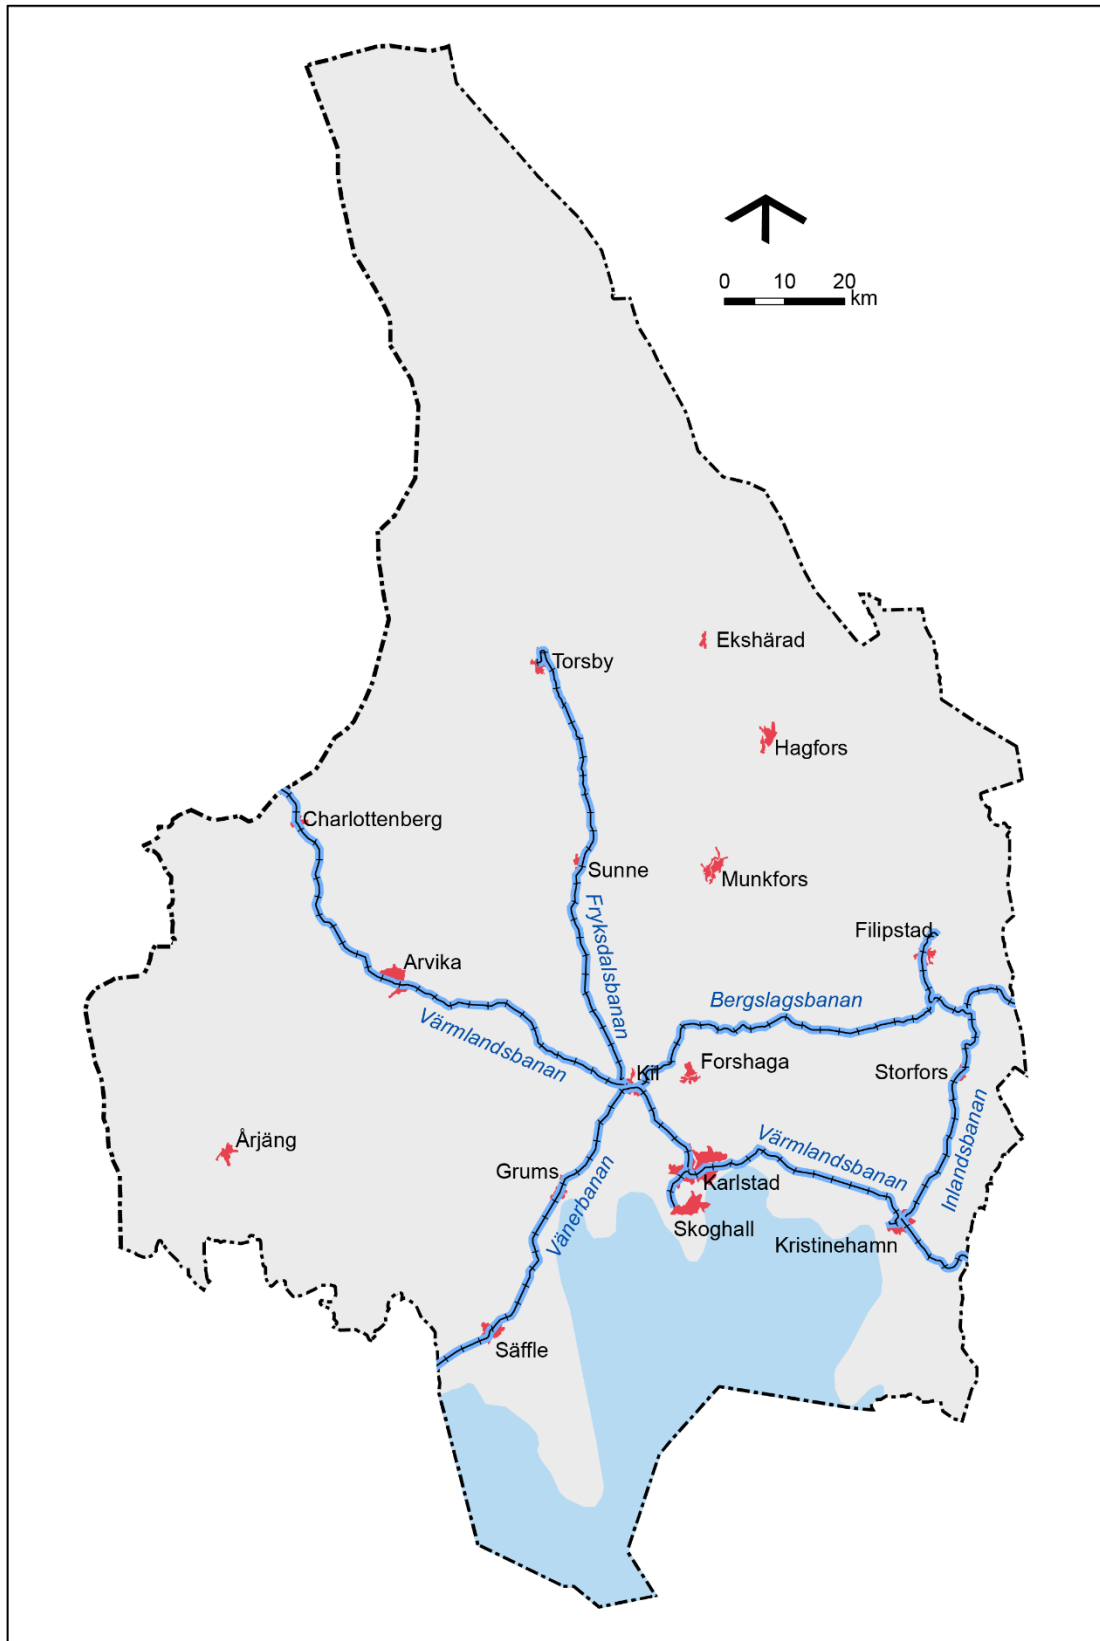 0 10 20
km
Ekshärad
Torsby
Hagfors
Charlottenberg
Sunne
Munkfors
Fryksdalsbanan
Filipstad
Arvika
Bergslagsbanan
Värmlandsbanan
Kil
Forshaga
Storfors
Inlandsbanan
Årjäng
Värmlandsbanan
Grums
Karlstad
Vänerbanan
Skoghall
Kristinehamn
Säffle